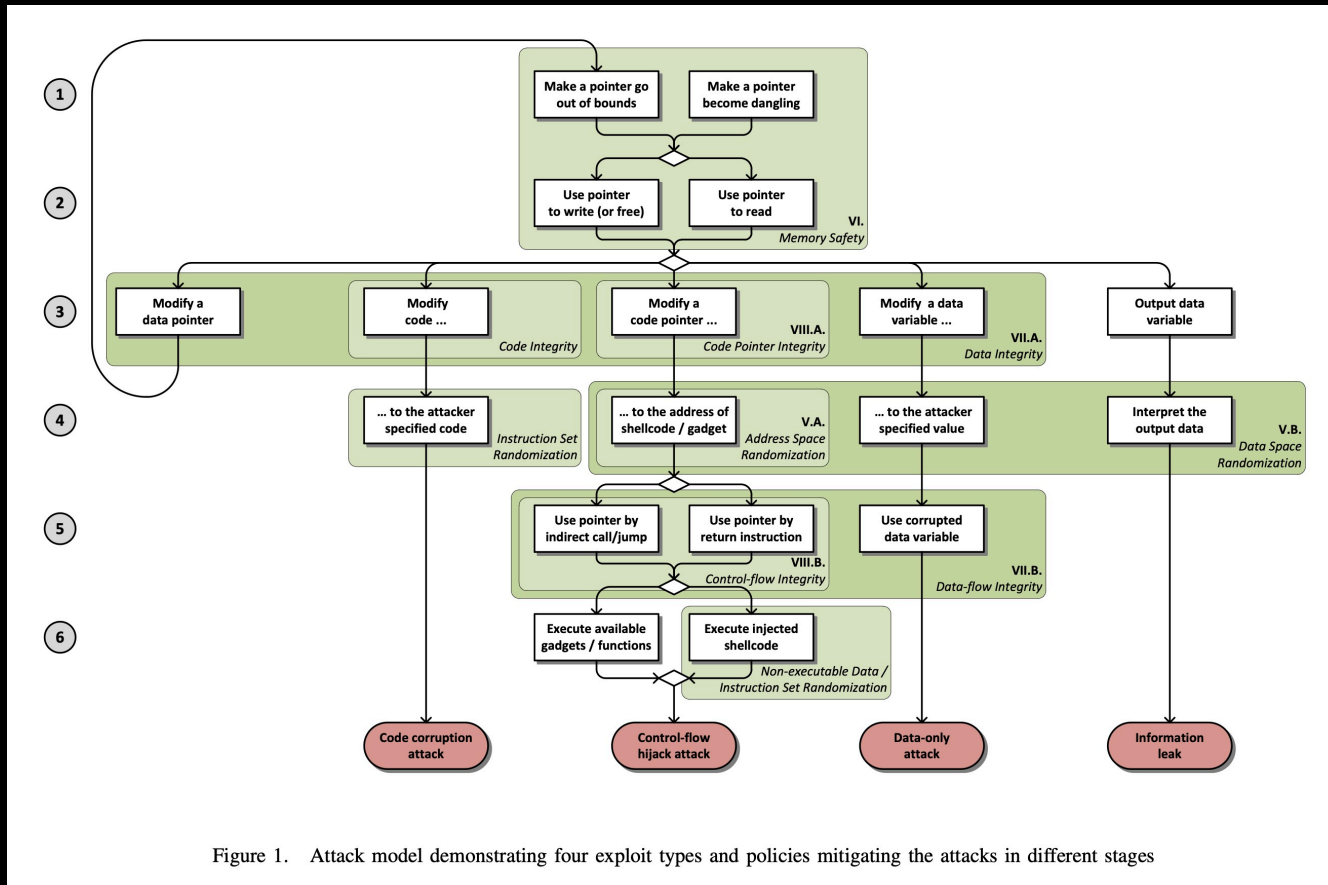 1
Make a pointer go
out of bounds
Make a pointer
become dangling
2
Use pointer
to write (or free)
Use pointer
to read
VI.
Memory Safety
3
Modify a
data pointer
Modify
code ...
Code Integrity
Modify a
code pointer ...
VIII.A.
Code Pointer Integrity
Modify a data
variable ...
VII.A.
Data Integrity
Output data
variable
4
... to the attacker
specified code
Instruction Set
Randomization
... to the address of
shellcode / gadget
V.A.
Address Space
Randomization
... to the attacker
specified value
Interpret the
output data
V.B.
Data Space
Randomization
5
Use pointer by
indirect call/jump
Use pointer by
return instruction
VIII.B.
Control-flow Integrity
Use corrupted
data variable
VII.B.
Data-flow Integrity
6
Execute available
gadgets / functions
Execute injected
shellcode
Non-executable Data /
Instruction Set Randomization
Code corruption
attack
Control-flow
hijack attack
Data-only
attack
Information
leak
Figure 1. Attack model demonstrating four exploit types and policies mitigating the attacks in different stages